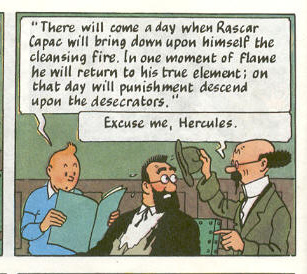 "There will come a day when Rascar
Capac will bring down upon himself the
cleansing fire. In one moment of flame
he will return to his true element; on
that day will punishment descend
upon the desecrators."
Excuse me, Hercules.